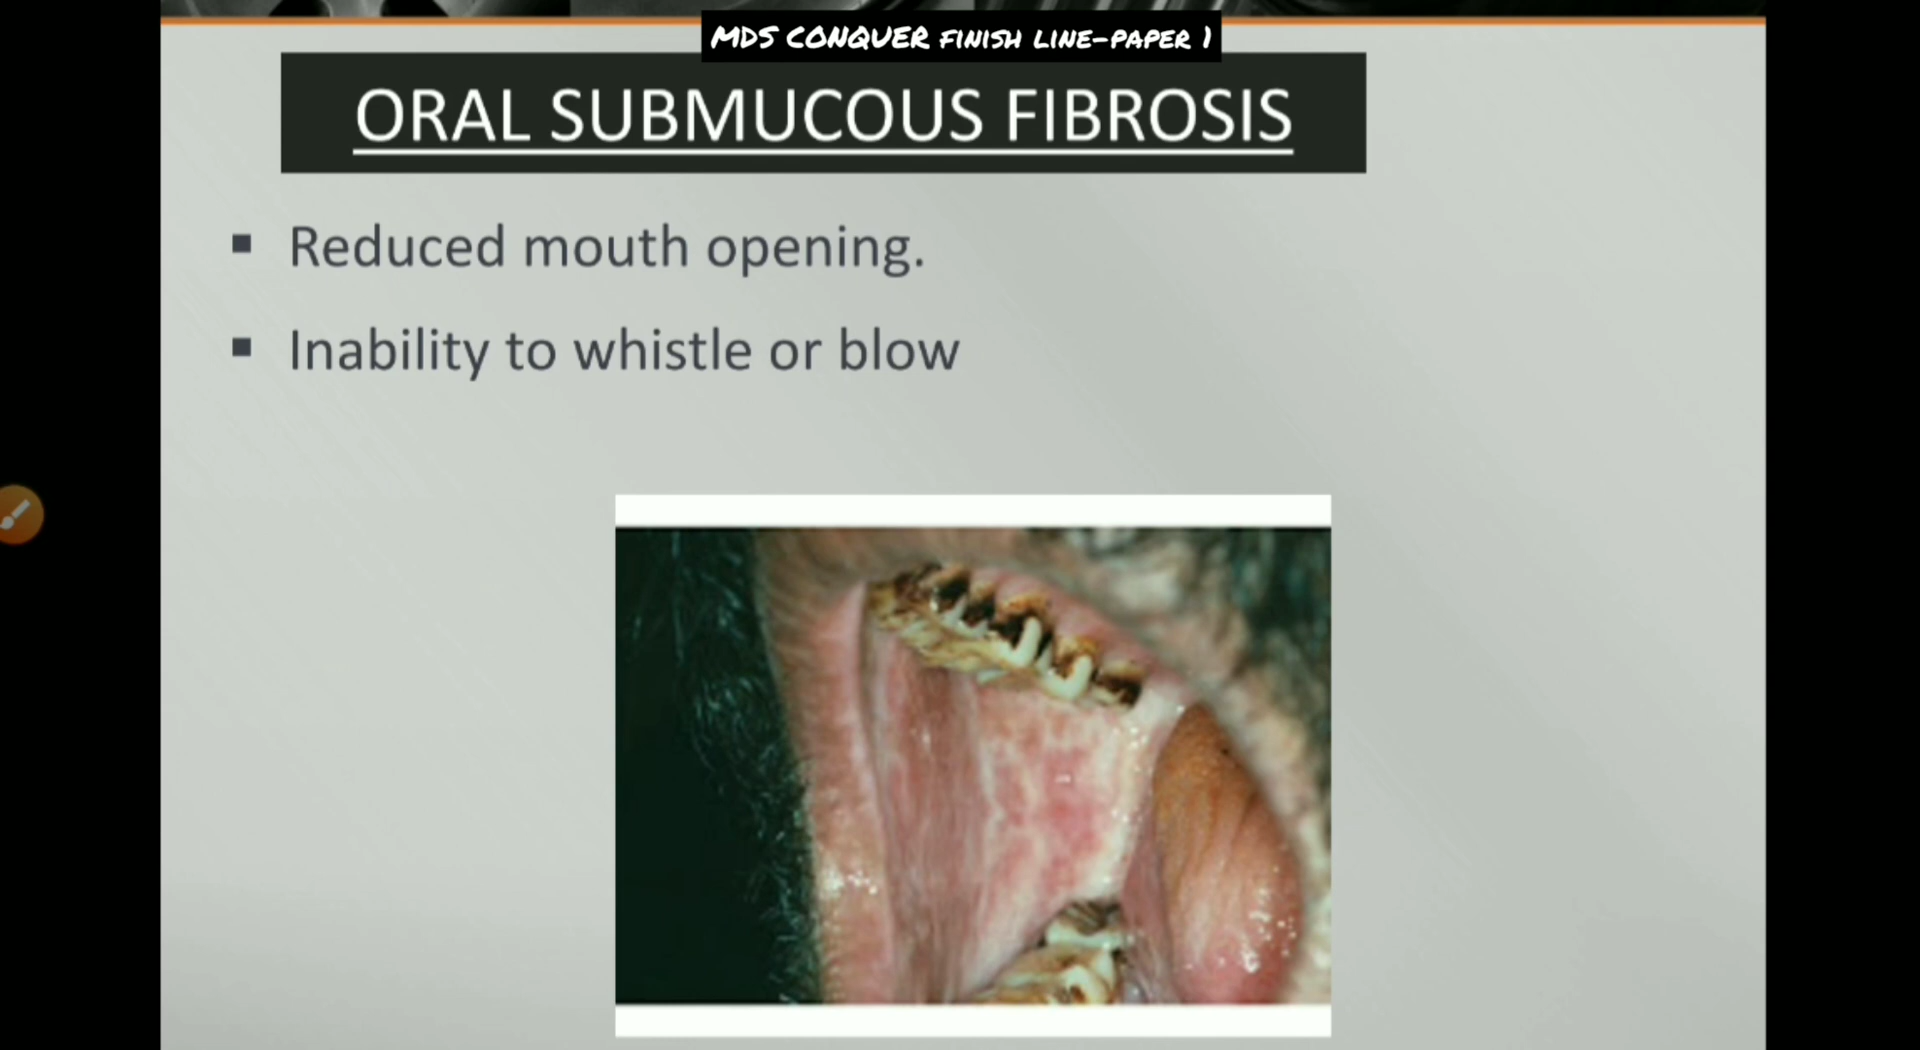 MDS CONQUER FINISH LINE-PAPER 1
ORAL SUBMUCOUS FIBROSIS
▪ Reduced mouth opening.
▪ Inability to whistle or blow